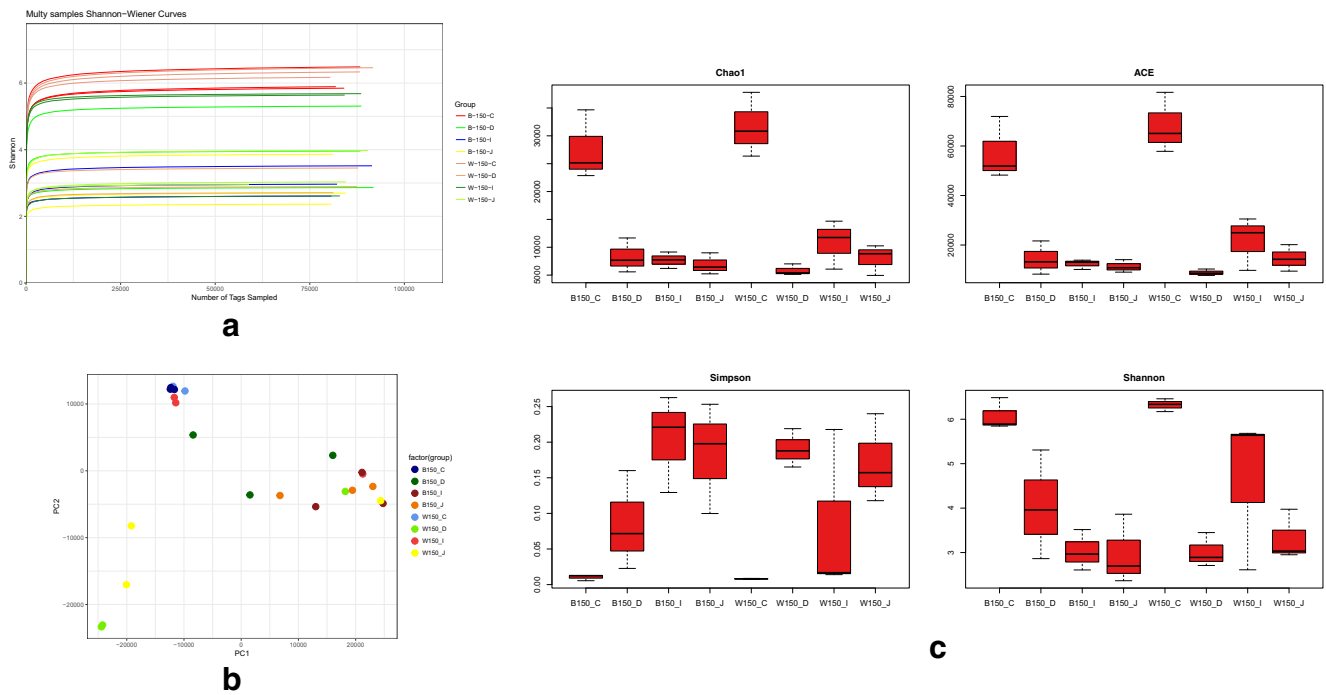 Multy samples Shannon-Wiener Curves
Shannon
6
4
2
0
0 25000 50000 75000 100000
Number of Tags Sampled
Group
B-150-C
B-150-D
B-150-I
B-150-J
W-150-C
W-150-D
W-150-I
W-150-J
a
PC2
10000
0
-10000
-20000
-20000 -10000 0 10000 20000
PC1
factor(group)
B150_C
B150_D
B150_I
B150_J
W150_C
W150_D
W150_I
W150_J
b
Chao1
30000
20000
10000
5000
B150_C B150_D B150_I B150_J W150_C W150_D W150_I W150_J
ACE
80000
60000
40000
20000
B150_C B150_D B150_I B150_J W150_C W150_D W150_I W150_J
Simpson
0.25
0.20
0.15
0.10
0.05
0.00
B150_C B150_D B150_I B150_J W150_C W150_D W150_I W150_J
Shannon
6
5
4
3
B150_C B150_D B150_I B150_J W150_C W150_D W150_I W150_J
c